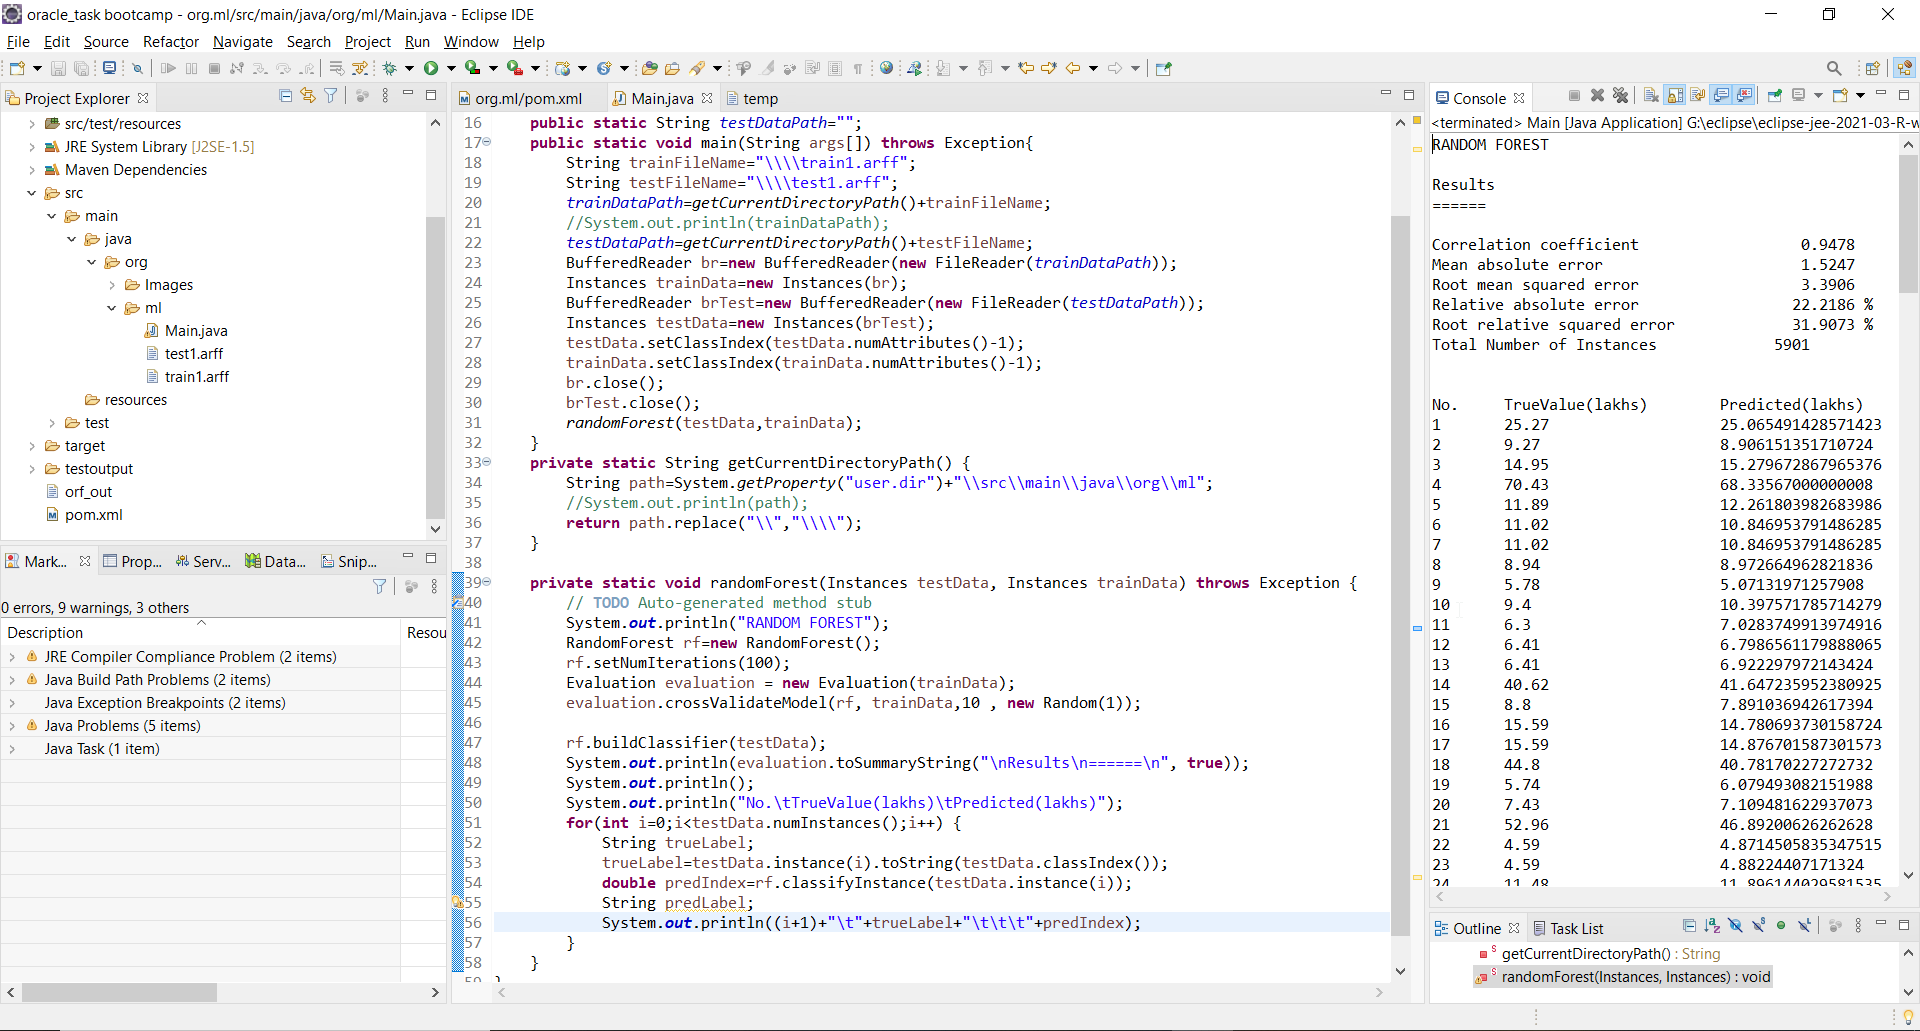 oracle_task bootcamp - org.ml/src/main/java/org/ml/Main.java - Eclipse IDE
File Edit Source Refactor Navigate Search Project Run Window Help
Project Explorer
src/test/resources
JRE System Library [J2SE-1.5]
Maven Dependencies
src
main
java
org
Images
ml
Main.java
test1.arff
train1.arff
resources
test
target
testoutput
orf_out
pom.xml
Mark... Prop... Serv... Data... Snip...
0 errors, 9 warnings, 3 others
Description Resou
JRE Compiler Compliance Problem (2 items)
Java Build Path Problems (2 items)
Java Exception Breakpoints (2 items)
Java Problems (5 items)
Java Task (1 item)
org.ml/pom.xml Main.java temp
16 public static String testDataPath="";
17 public static void main(String args[]) throws Exception{
18 String trainFileName="\\\\train1.arff";
19 String testFileName="\\\\test1.arff";
20 trainDataPath=getCurrentDirectoryPath()+trainFileName;
21 //System.out.println(trainDataPath);
22 testDataPath=getCurrentDirectoryPath()+testFileName;
23 BufferedReader br=new BufferedReader(new FileReader(trainDataPath));
24 Instances trainData=new Instances(br);
25 BufferedReader brTest=new BufferedReader(new FileReader(testDataPath));
26 Instances testData=new Instances(brTest);
27 testData.setClassIndex(testData.numAttributes()-1);
28 trainData.setClassIndex(trainData.numAttributes()-1);
29 br.close();
30 brTest.close();
31 randomForest(testData,trainData);
32 }
33 private static String getCurrentDirectoryPath() {
34 String path=System.getProperty("user.dir")+"\\src\\main\\java\\org\\ml";
35 //System.out.println(path);
36 return path.replace("\\","\\\\");
37 }
38
39 private static void randomForest(Instances testData, Instances trainData) throws Exception {
40 // TODO Auto-generated method stub
41 System.out.println("RANDOM FOREST");
42 RandomForest rf=new RandomForest();
43 rf.setNumIterations(100);
44 Evaluation evaluation = new Evaluation(trainData);
45 evaluation.crossValidateModel(rf, trainData,10 , new Random(1));
46
47 rf.buildClassifier(testData);
48 System.out.println(evaluation.toSummaryString("\nResults\n======\n", true));
49 System.out.println();
50 System.out.println("No.\tTrueValue(lakhs)\tPredicted(lakhs)");
51 for(int i=0;i<testData.numInstances();i++) {
52 String trueLabel;
53 trueLabel=testData.instance(i).toString(testData.classIndex());
54 double predIndex=rf.classifyInstance(testData.instance(i));
55 String predLabel;
56 System.out.println((i+1)+"\t"+trueLabel+"\t\t\t"+predIndex);
57 }
58 }
Console
<terminated> Main [Java Application] G:\eclipse\eclipse-jee-2021-03-R-w
RANDOM FOREST
Results
======
Correlation coefficient 0.9478
Mean absolute error 1.5247
Root mean squared error 3.3906
Relative absolute error 22.2186 %
Root relative squared error 31.9073 %
Total Number of Instances 5901
No. TrueValue(lakhs) Predicted(lakhs)
1 25.27 25.065491428571423
2 9.27 8.906151351710724
3 14.95 15.279672867965376
4 70.43 68.33567000000008
5 11.89 12.261803982683986
6 11.02 10.846953791486285
7 11.02 10.846953791486285
8 8.94 8.972664962821836
9 5.78 5.07131971257908
10 9.4 10.397571785714279
11 6.3 7.0283749913974916
12 6.41 6.7986561179888065
13 6.41 6.922297972143424
14 40.62 41.647235952380925
15 8.8 7.891036942617394
16 15.59 14.780693730158724
17 15.59 14.876701587301573
18 44.8 40.78170227272732
19 5.74 6.079493082151988
20 7.43 7.109481622937073
21 52.96 46.89200626262628
22 4.59 4.8714505835347515
23 4.59 4.88224407171324
24 11.48 11.896144029581535
Outline Task List
getCurrentDirectoryPath() : String
randomForest(Instances, Instances) : void